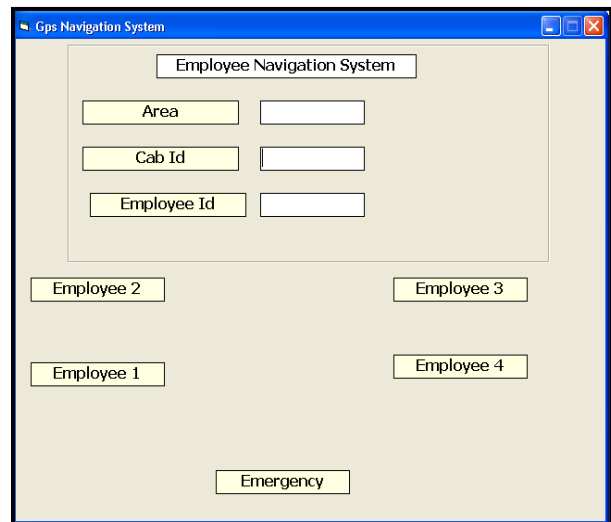 Gps Navigation System
Employee Navigation System
Area
Cab Id
Employee Id
Employee 2
Employee 3
Employee 1
Employee 4
Emergency